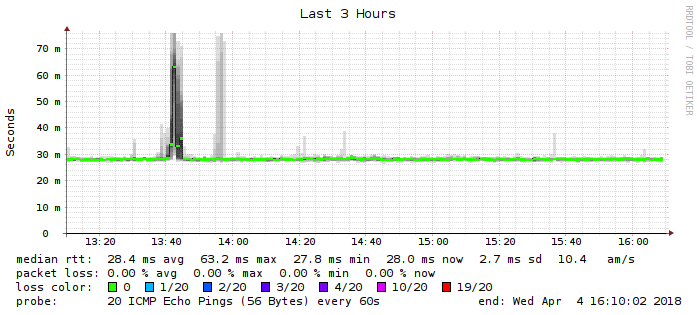 Last 3 Hours
RRDTOOL / TOBI OETIKER
Seconds
70 m
60 m
50 m
40 m
30 m
20 m
10 m
0
13:20 13:40 14:00 14:20 14:40 15:00 15:20 15:40 16:00
median rtt: 28.4 ms avg 63.2 ms max 27.8 ms min 28.0 ms now 2.7 ms sd 10.4 am/s
packet loss: 0.00 % avg 0.00 % max 0.00 % min 0.00 % now
loss color: 0 1/20 2/20 3/20 4/20 10/20 19/20
probe: 20 ICMP Echo Pings (56 Bytes) every 60s end: Wed Apr 4 16:10:02 2018